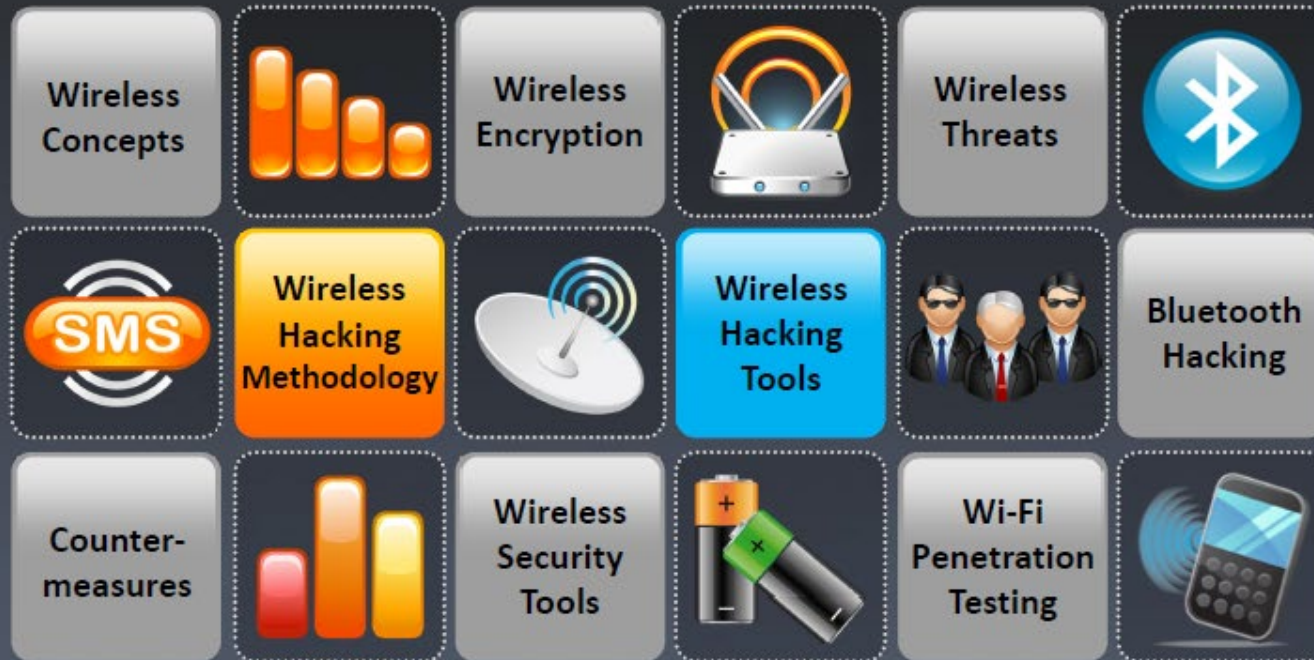 Wireless
Concepts
Wireless
Encryption
Wireless
Threats
SMS
Wireless
Hacking
Methodology
Wireless
Hacking
Tools
Bluetooth
Hacking
Counter-
measures
Wireless
Security
Tools
+
+
Wi-Fi
Penetration
Testing